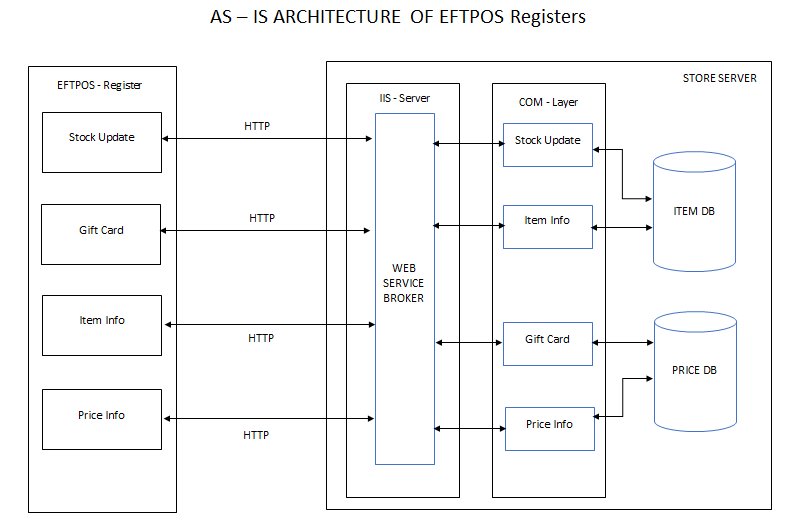 AS – IS ARCHITECTURE OF EFTPOS Registers
EFTPOS - Register
Stock Update
Gift Card
Item Info
Price Info
HTTP
HTTP
HTTP
HTTP
STORE SERVER
IIS - Server
WEB
SERVICE
BROKER
COM - Layer
Stock Update
Item Info
Gift Card
Price Info
ITEM DB
PRICE DB